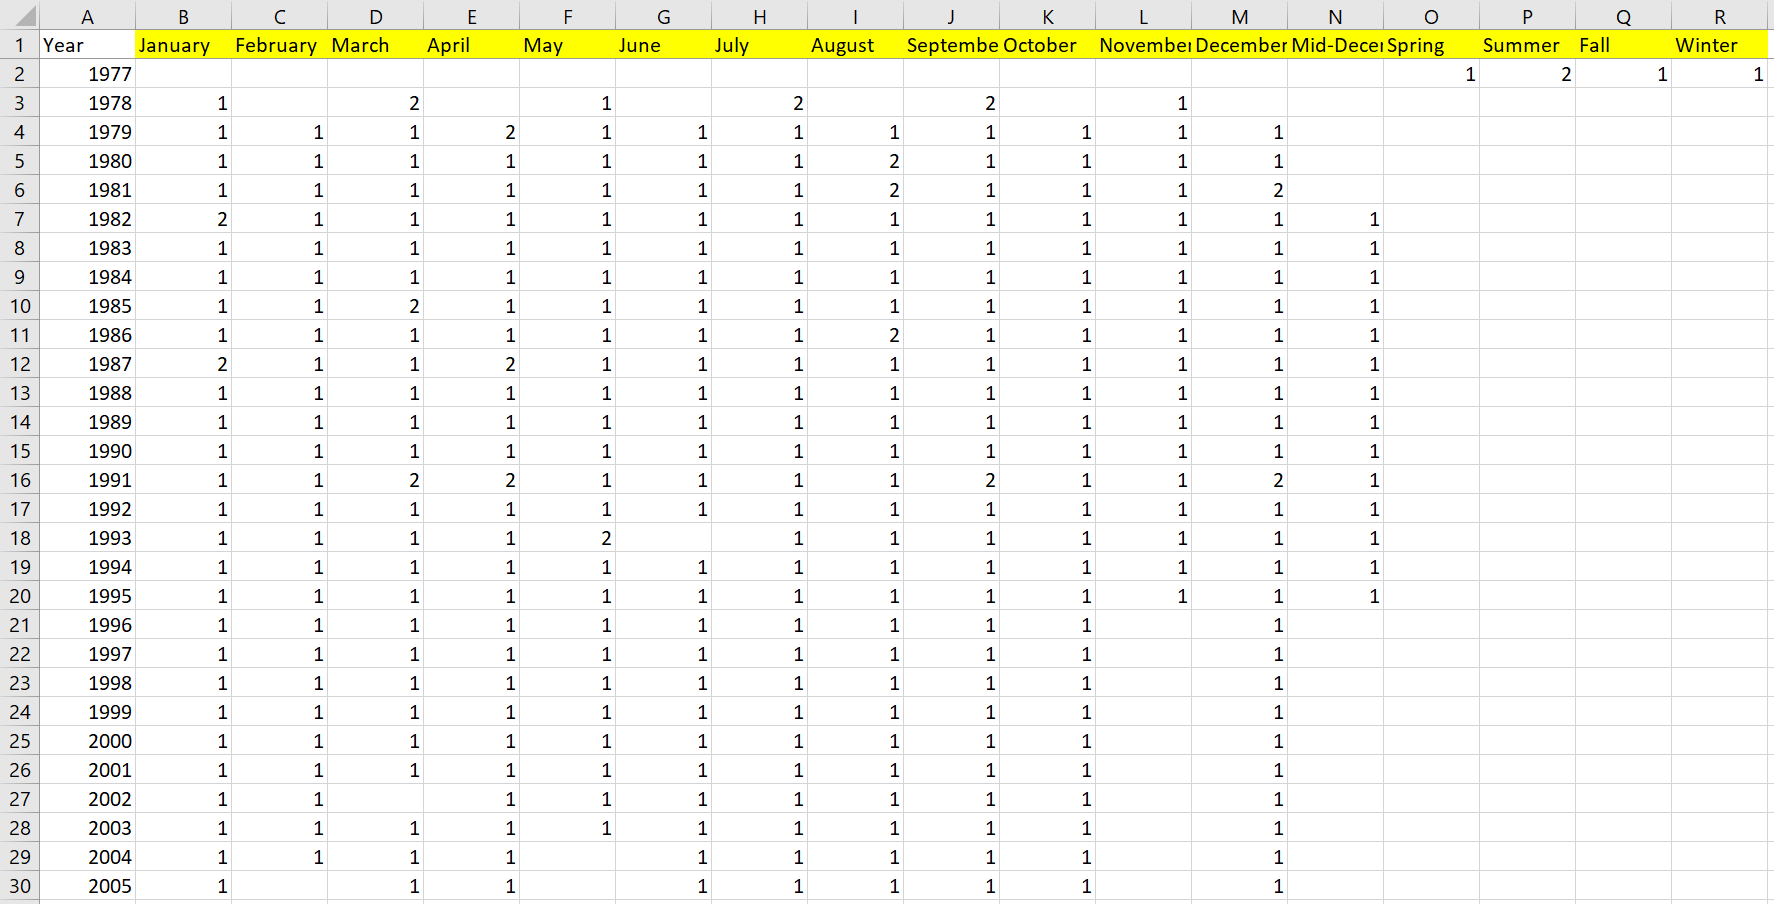 A B C D E F G H I J K L M N O P Q R
1 Year January February March April May June July August Septembe October November December Mid-Decer Spring Summer Fall Winter
2 1977 1 2 1 1
3 1978 1 2 1 2 2 1
4 1979 1 1 1 2 1 1 1 1 1 1 1 1
5 1980 1 1 1 1 1 1 1 2 1 1 1 1
6 1981 1 1 1 1 1 1 1 2 1 1 1 2
7 1982 2 1 1 1 1 1 1 1 1 1 1 1 1
8 1983 1 1 1 1 1 1 1 1 1 1 1 1 1
9 1984 1 1 1 1 1 1 1 1 1 1 1 1 1
10 1985 1 1 2 1 1 1 1 1 1 1 1 1 1
11 1986 1 1 1 1 1 1 1 2 1 1 1 1 1
12 1987 2 1 1 2 1 1 1 1 1 1 1 1 1
13 1988 1 1 1 1 1 1 1 1 1 1 1 1 1
14 1989 1 1 1 1 1 1 1 1 1 1 1 1 1
15 1990 1 1 1 1 1 1 1 1 1 1 1 1 1
16 1991 1 1 2 2 1 1 1 1 2 1 1 2 1
17 1992 1 1 1 1 1 1 1 1 1 1 1 1 1
18 1993 1 1 1 1 2 1 1 1 1 1 1 1
19 1994 1 1 1 1 1 1 1 1 1 1 1 1 1
20 1995 1 1 1 1 1 1 1 1 1 1 1 1 1
21 1996 1 1 1 1 1 1 1 1 1 1 1
22 1997 1 1 1 1 1 1 1 1 1 1 1
23 1998 1 1 1 1 1 1 1 1 1 1 1
24 1999 1 1 1 1 1 1 1 1 1 1 1
25 2000 1 1 1 1 1 1 1 1 1 1 1
26 2001 1 1 1 1 1 1 1 1 1 1 1
27 2002 1 1 1 1 1 1 1 1 1 1
28 2003 1 1 1 1 1 1 1 1 1 1 1
29 2004 1 1 1 1 1 1 1 1 1 1
30 2005 1 1 1 1 1 1 1 1 1